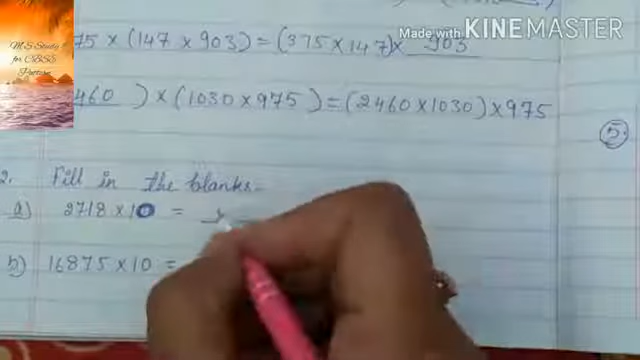 Made with KINEMASTER
M.S Study
for CBSE
Pattern
75 × (147 × 903) = (375 × 147) × 903
460 ) × (1030 × 975) = (2460 × 1030) × 975
5
2. Fill in the blanks-
a) 2718 × 10 =
b) 16875 × 10 =